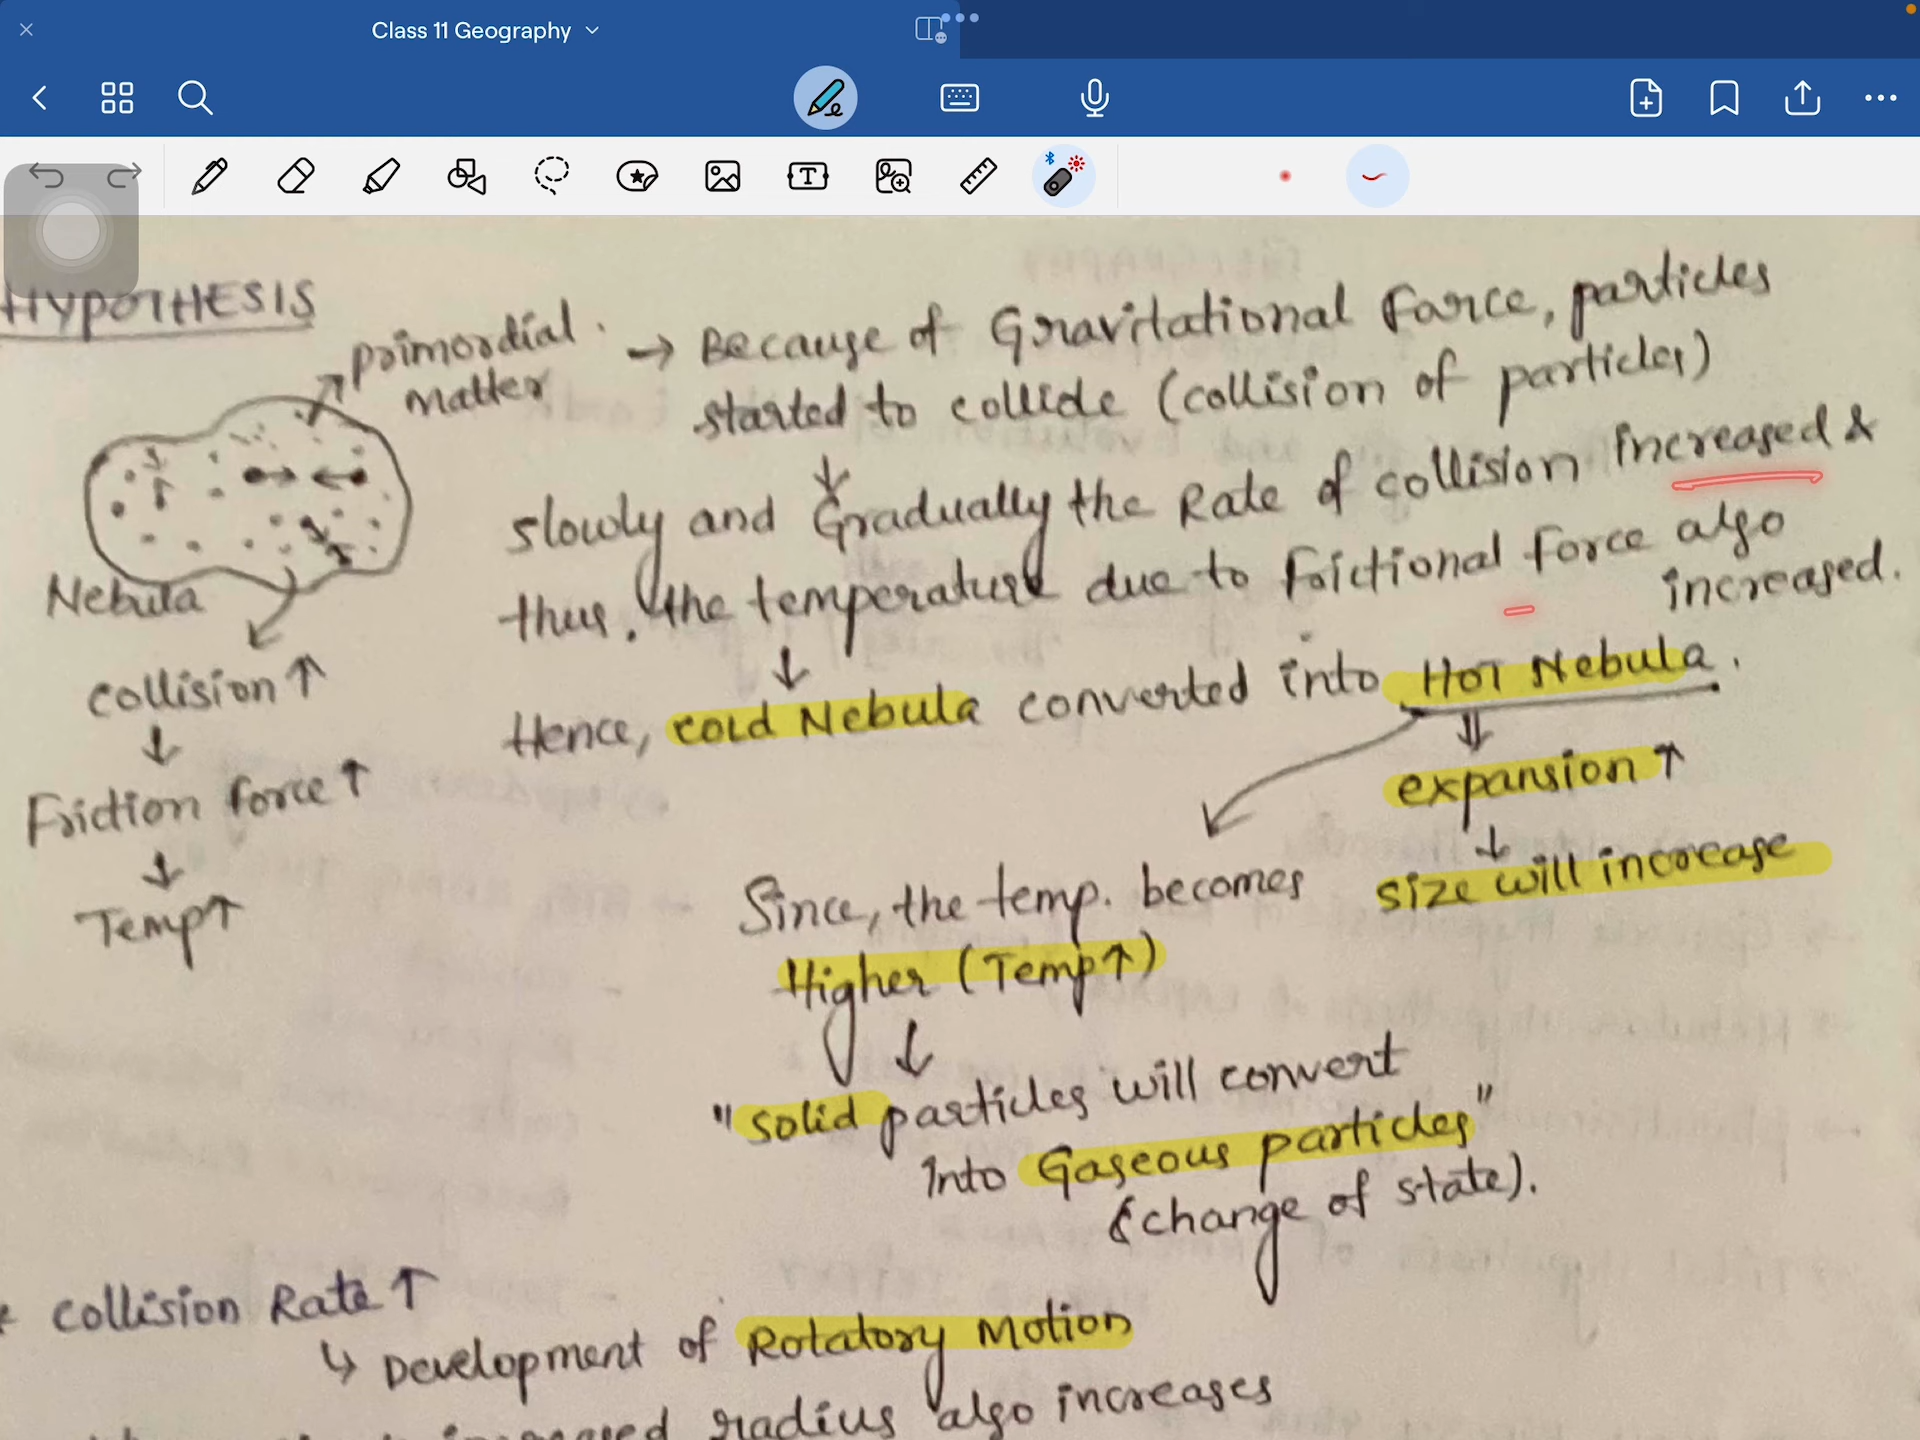 Class 11 Geography
HYPOTHESIS
primordial
matter
Nebula
collision ↑
↓
Friction force ↑
↓
Temp ↑
→ Because of Gravitational Force, particles
started to collide (collision of particles)
↓
slowly and Gradually the Rate of collision increased &
thus, the temperature due to frictional force also
increased.
↓
Hence, cold Nebula converted into HOT Nebula.
⇓
expansion ↑
↓
size will increase
Since, the temp. becomes
Higher (Temp ↑)
↓
"solid particles will convert
into Gaseous particles"
(change of state).
* Collision Rate ↑
↳ Development of Rotatory Motion
increased radius also increases